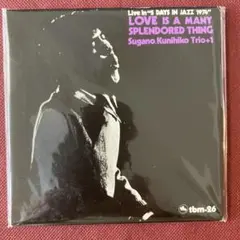 Live in "5 DAYS IN JAZZ 1974"
LOVE IS A MANY
SPLENDORED THING
Sugano Kunihiko Trio+1
tbm-26